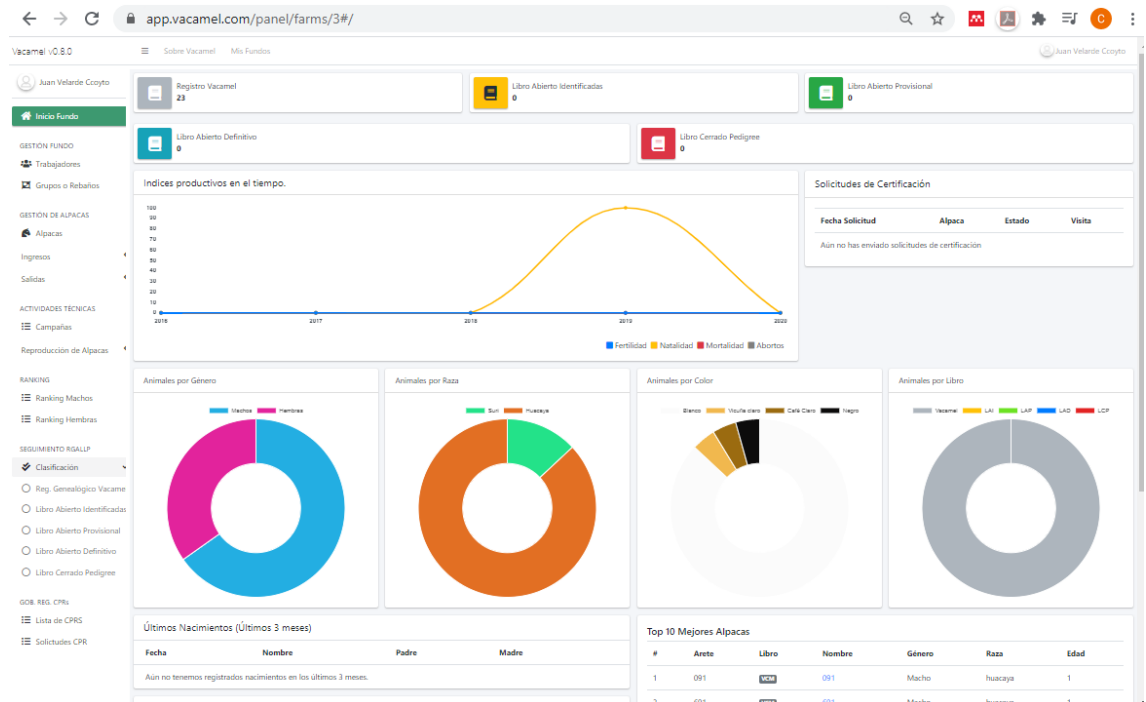 app.vacamel.com/panel/farms/3#/
C
Vacamel v0.8.0
Sobre Vacamel
Mis Fundos
Juan Velarde Ccoyto
Juan Velarde Ccoyto
Inicio Fundo
GESTIÓN FUNDO
Trabajadores
Grupos o Rebaños
GESTIÓN DE ALPACAS
Alpacas
Ingresos
Salidas
ACTIVIDADES TÉCNICAS
Campañas
Reproducción de Alpacas
RANKING
Ranking Machos
Ranking Hembras
SEGUIMIENTO RGALLP
Clasificación
Reg. Genealógico Vacame
Libro Abierto Identificadas
Libro Abierto Provisional
Libro Abierto Definitivo
Libro Cerrado Pedigree
GOB. REG. CPRs
Lista de CPRS
Solictudes CPR
Registro Vacamel
23
Libro Abierto Identificadas
0
Libro Abierto Provisional
0
Libro Abierto Definitivo
0
Libro Cerrado Pedigree
0
Indices productivos en el tiempo.
100
90
80
70
60
50
40
30
20
10
0
2016 2017 2018 2019 2020
Fertilidad Natalidad Mortalidad Abortos
Solicitudes de Certificación
Fecha Solicitud Alpaca Estado Visita
Aún no has enviado solicitudes de certificación
Animales por Género
Machos Hembras
Animales por Raza
Suri Huacaya
Animales por Color
Blanco Vicuña claro Café Claro Negro
Animales por Libro
Vacamel LAI LAP LAD LCP
Últimos Nacimientos (Últimos 3 meses)
Fecha Nombre Padre Madre
Aún no tenemos registrados nacimientos en los últimos 3 meses.
Top 10 Mejores Alpacas
# Arete Libro Nombre Género Raza Edad
1 091 VCM 091 Macho huacaya 1